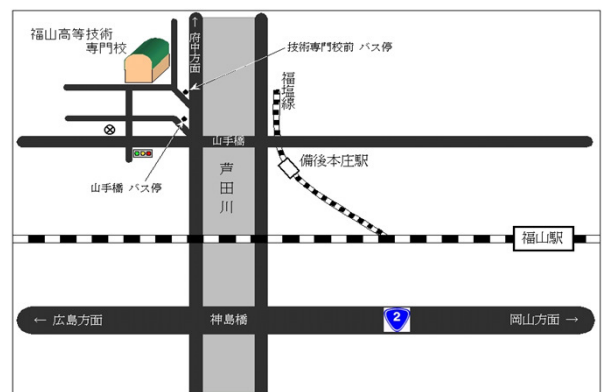 福山高等技術
専門校
↑府中方面
技術専門校前 バス停
福塩線
山手橋
芦田川
備後本庄駅
山手橋 バス停
福山駅
← 広島方面
神島橋
2
岡山方面 →